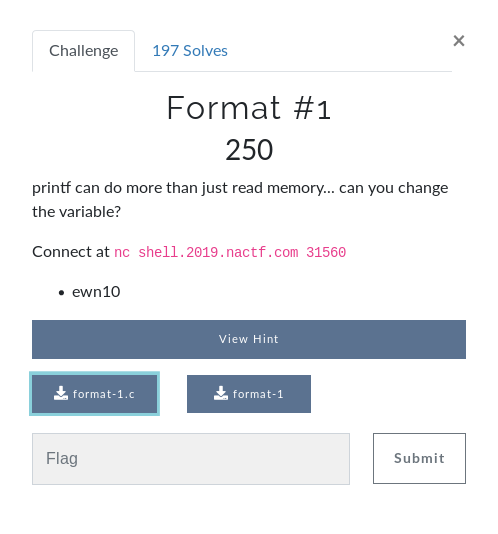 ×
Challenge
197 Solves
Format #1
250
printf can do more than just read memory... can you change
the variable?
Connect at nc shell.2019.nactf.com 31560
• ewn10
View Hint
format-1.c
format-1
Flag
Submit